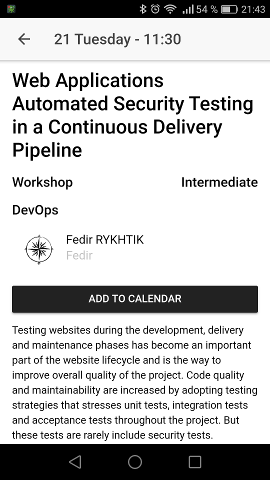 54 % 21:43
21 Tuesday - 11:30
Web Applications
Automated Security Testing
in a Continuous Delivery
Pipeline
Workshop Intermediate
DevOps
Fedir RYKHTIK
Fedir
ADD TO CALENDAR
Testing websites during the development, delivery
and maintenance phases has become an important
part of the website lifecycle and is the way to
improve overall quality of the project. Code quality
and maintainability are increased by adopting testing
strategies that stresses unit tests, integration tests
and acceptance tests throughout the project. But
these tests are rarely include security tests.